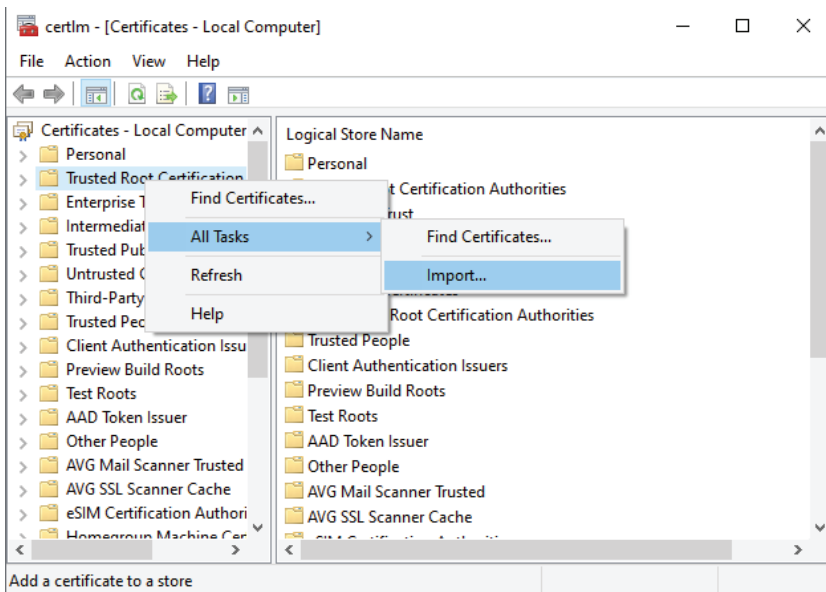 certlm - [Certificates - Local Computer]
File Action View Help
Certificates - Local Computer
Personal
Trusted Root Certification
Enterprise T
Intermediat
Trusted Pub
Untrusted C
Third-Party
Trusted Peo
Client Authentication Issu
Preview Build Roots
Test Roots
AAD Token Issuer
Other People
AVG Mail Scanner Trusted
AVG SSL Scanner Cache
eSIM Certification Authori
Homegroup Machine Cer
Find Certificates...
All Tasks
Refresh
Help
Find Certificates...
Import...
Logical Store Name
Personal
t Certification Authorities
rust
Root Certification Authorities
Trusted People
Client Authentication Issuers
Preview Build Roots
Test Roots
AAD Token Issuer
Other People
AVG Mail Scanner Trusted
AVG SSL Scanner Cache
Add a certificate to a store